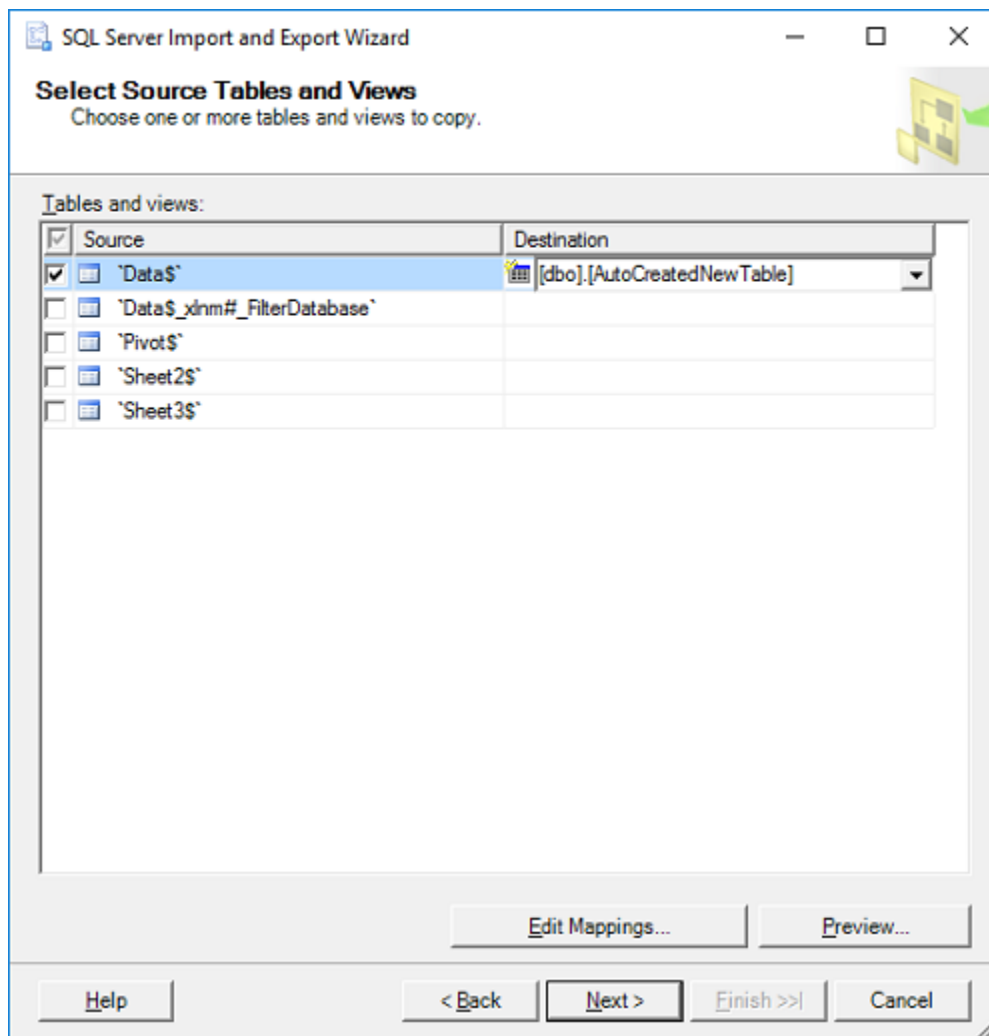 SQL Server Import and Export Wizard
Select Source Tables and Views
Choose one or more tables and views to copy.
Tables and views:
Source Destination
`Data$` [dbo].[AutoCreatedNewTable]
`Data$_xlnm#_FilterDatabase`
`Pivot$`
`Sheet2$`
`Sheet3$`
Edit Mappings... Preview...
Help < Back Next > Finish >>| Cancel